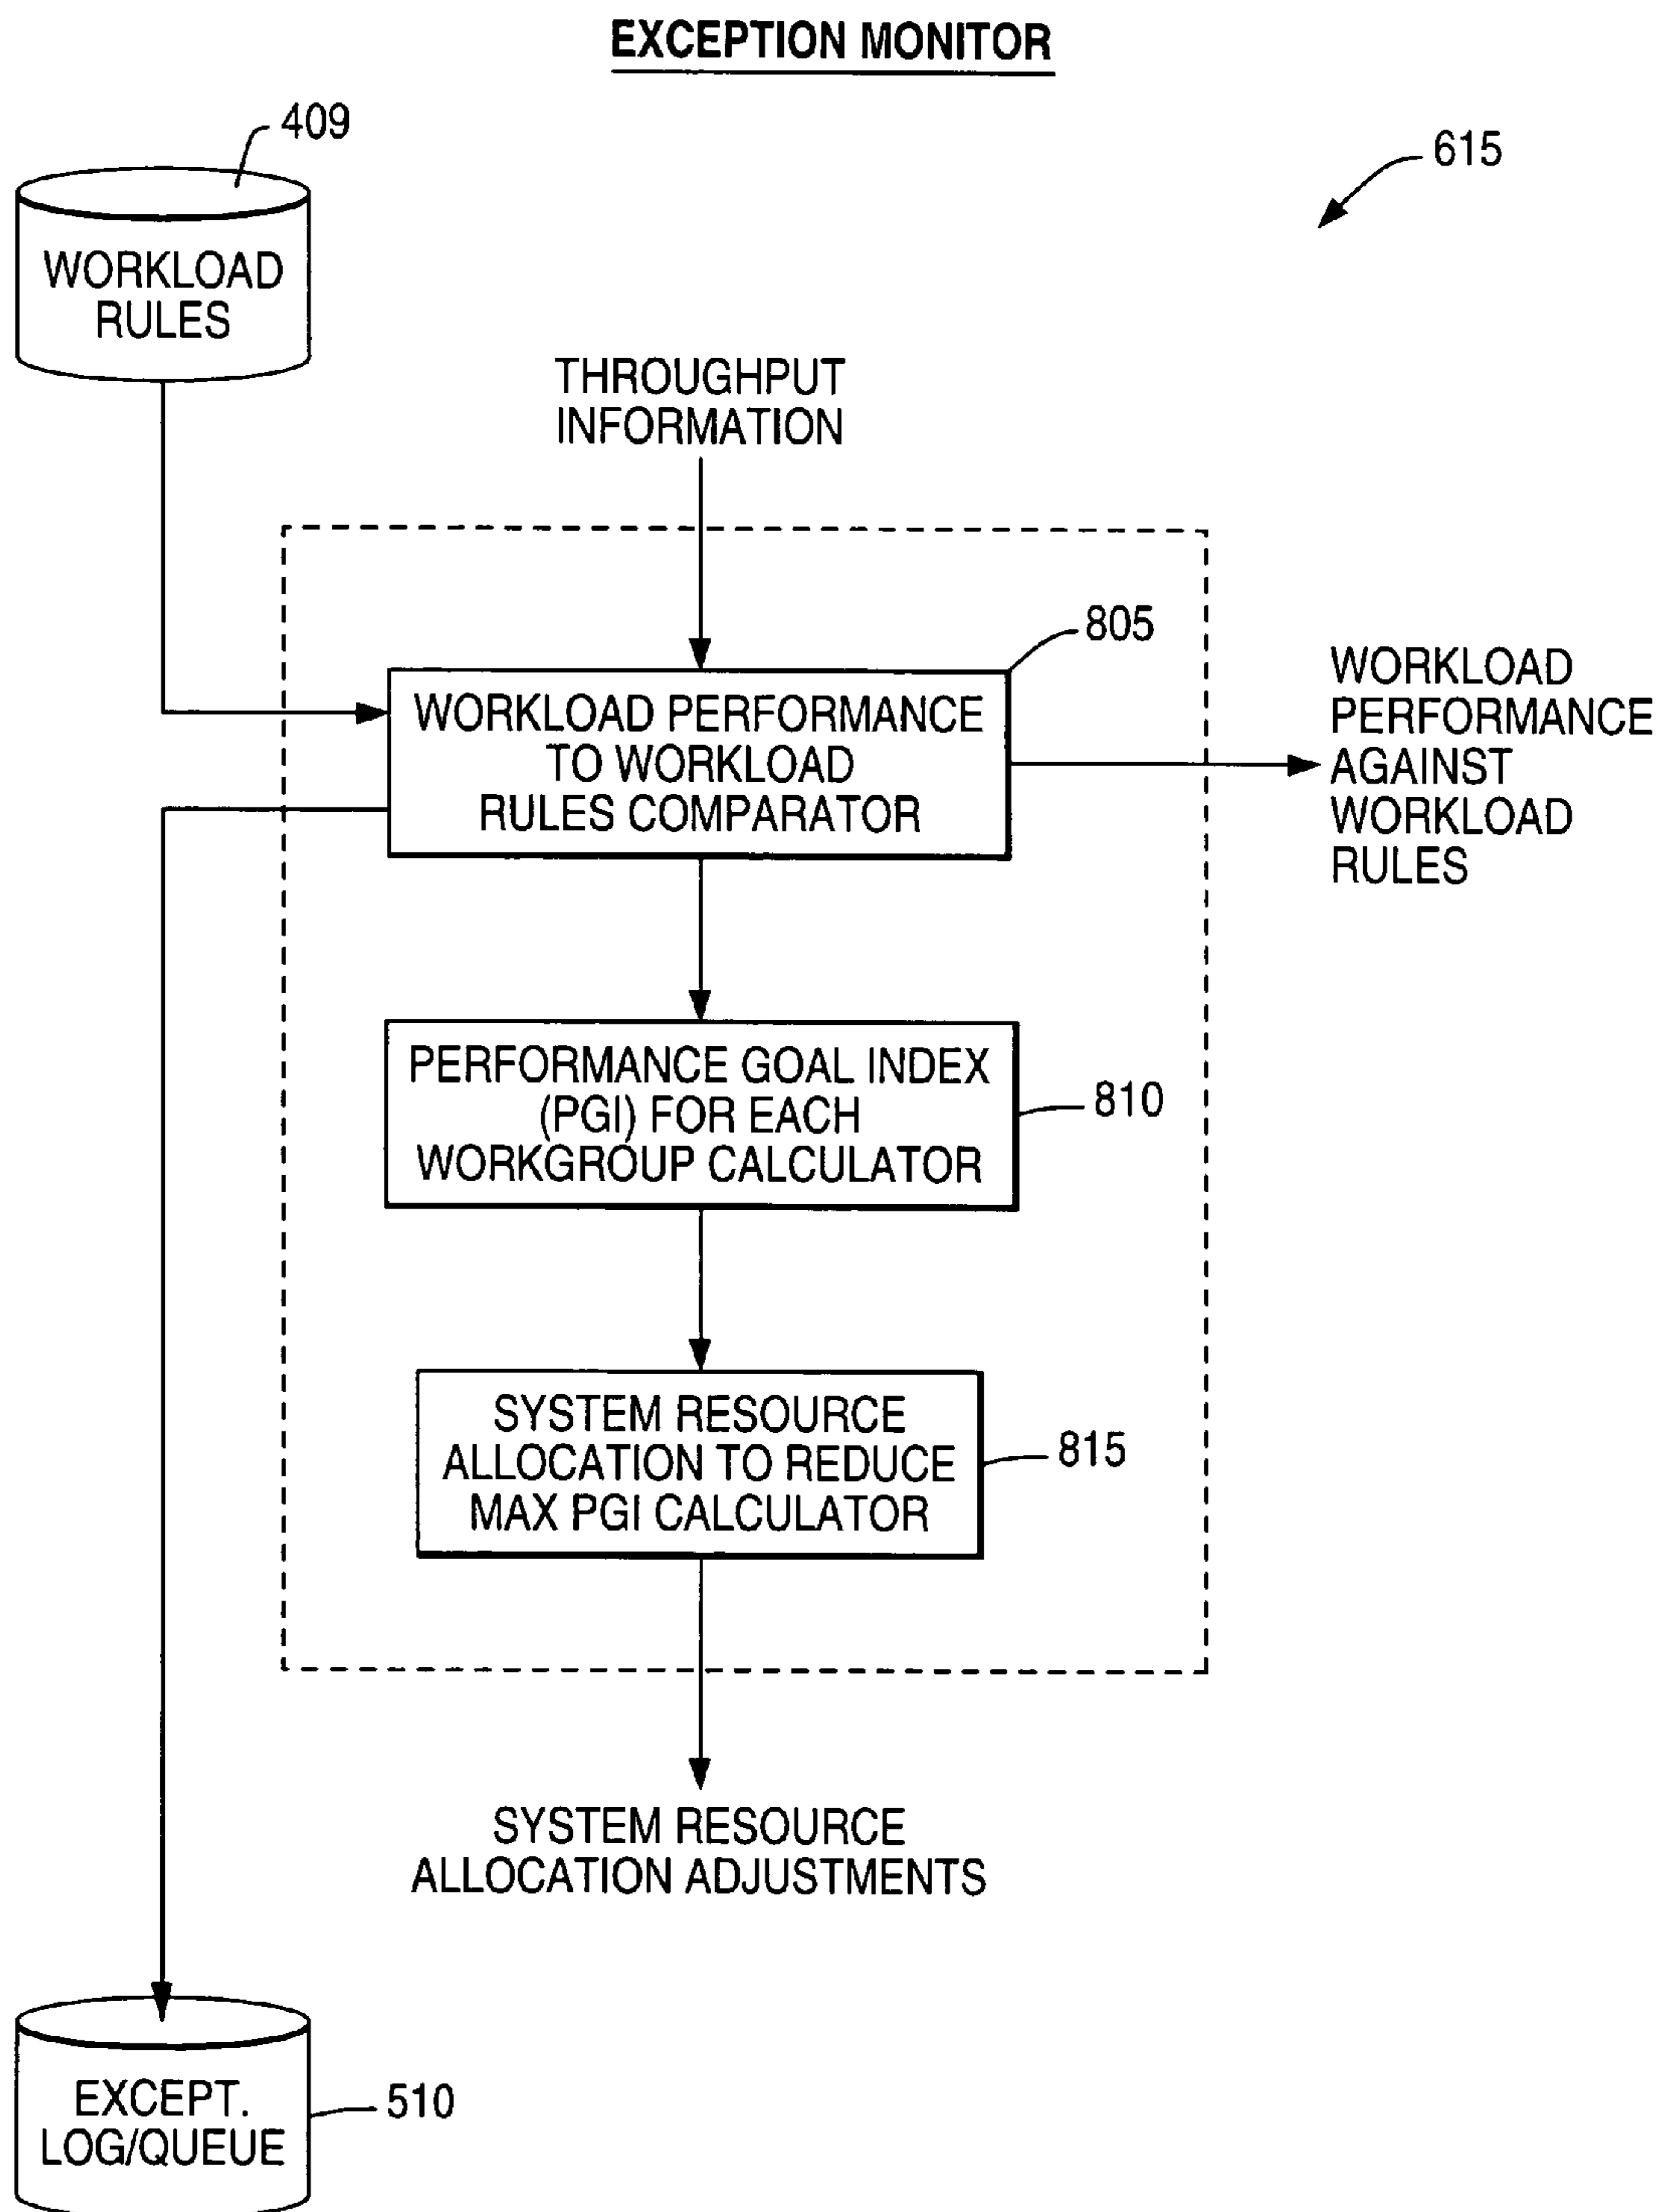 EXCEPTION MONITOR
409
615
WORKLOAD
RULES
THROUGHPUT
INFORMATION
805
WORKLOAD PERFORMANCE
TO WORKLOAD
RULES COMPARATOR
WORKLOAD
PERFORMANCE
AGAINST
WORKLOAD
RULES
PERFORMANCE GOAL INDEX
(PGI) FOR EACH
WORKGROUP CALCULATOR
810
SYSTEM RESOURCE
ALLOCATION TO REDUCE
MAX PGI CALCULATOR
815
SYSTEM RESOURCE
ALLOCATION ADJUSTMENTS
EXCEPT.
LOG/QUEUE
510